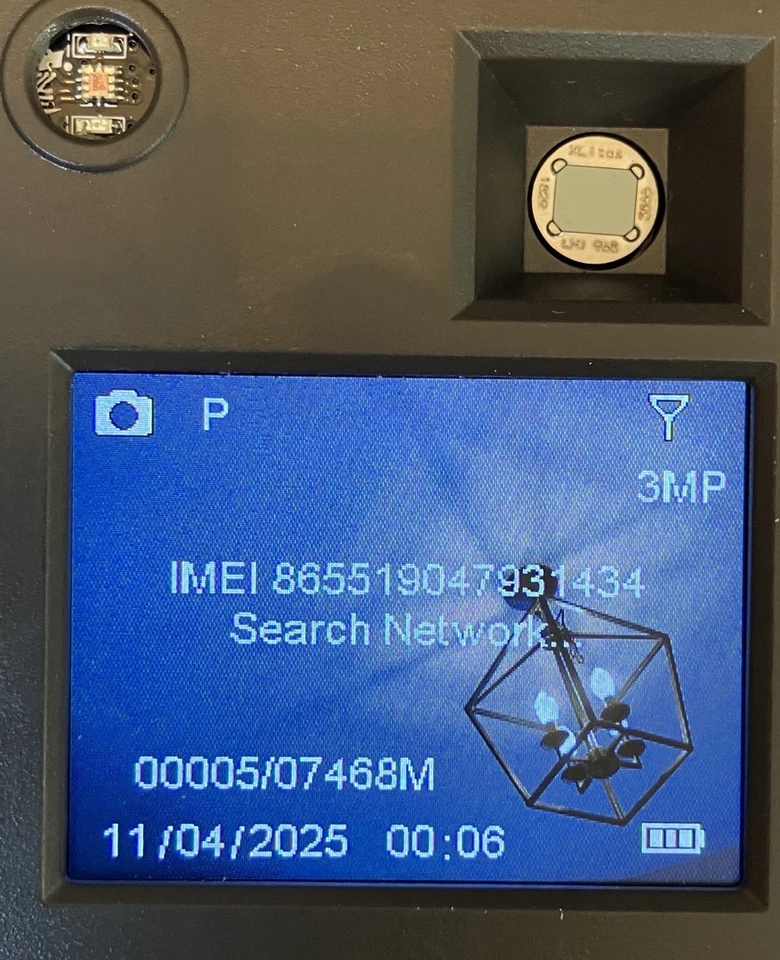 P
3MP
IMEI 865519047931434
Search Network...
00005/07468M
11/04/2025 00:06